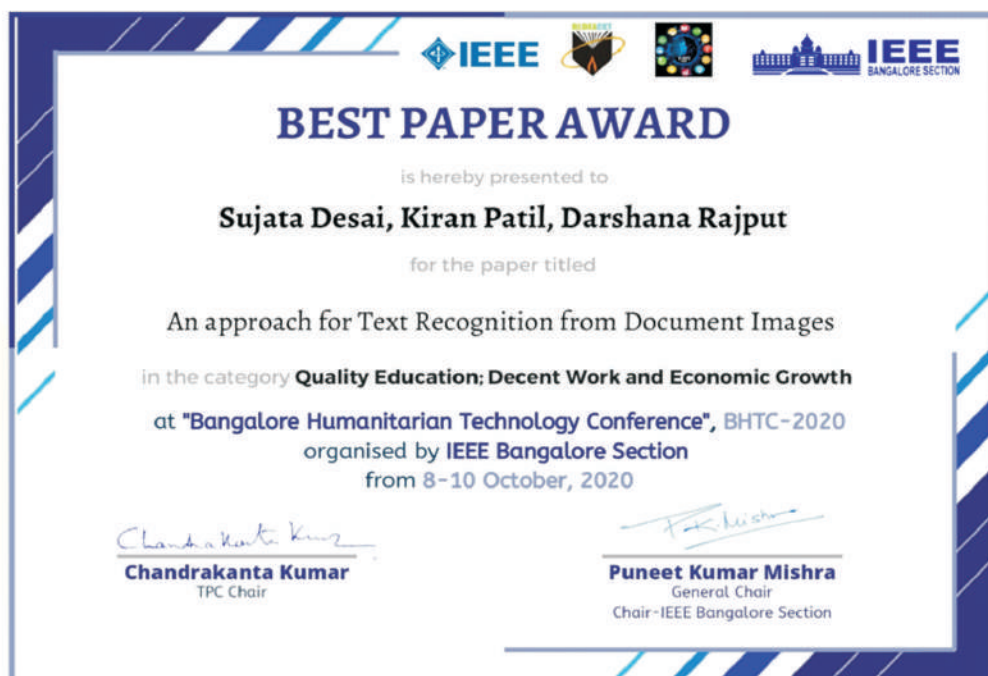 IEEE
IEEE
BANGALORE SECTION
BEST PAPER AWARD
is hereby presented to
Sujata Desai, Kiran Patil, Darshana Rajput
for the paper titled
An approach for Text Recognition from Document Images
in the category Quality Education; Decent Work and Economic Growth
at "Bangalore Humanitarian Technology Conference", BHTC-2020
organised by IEEE Bangalore Section
from 8-10 October, 2020
P.K. Mishra
Chandrakanta Kumar
Puneet Kumar Mishra
TPC Chair
General Chair
Chair-IEEE Bangalore Section